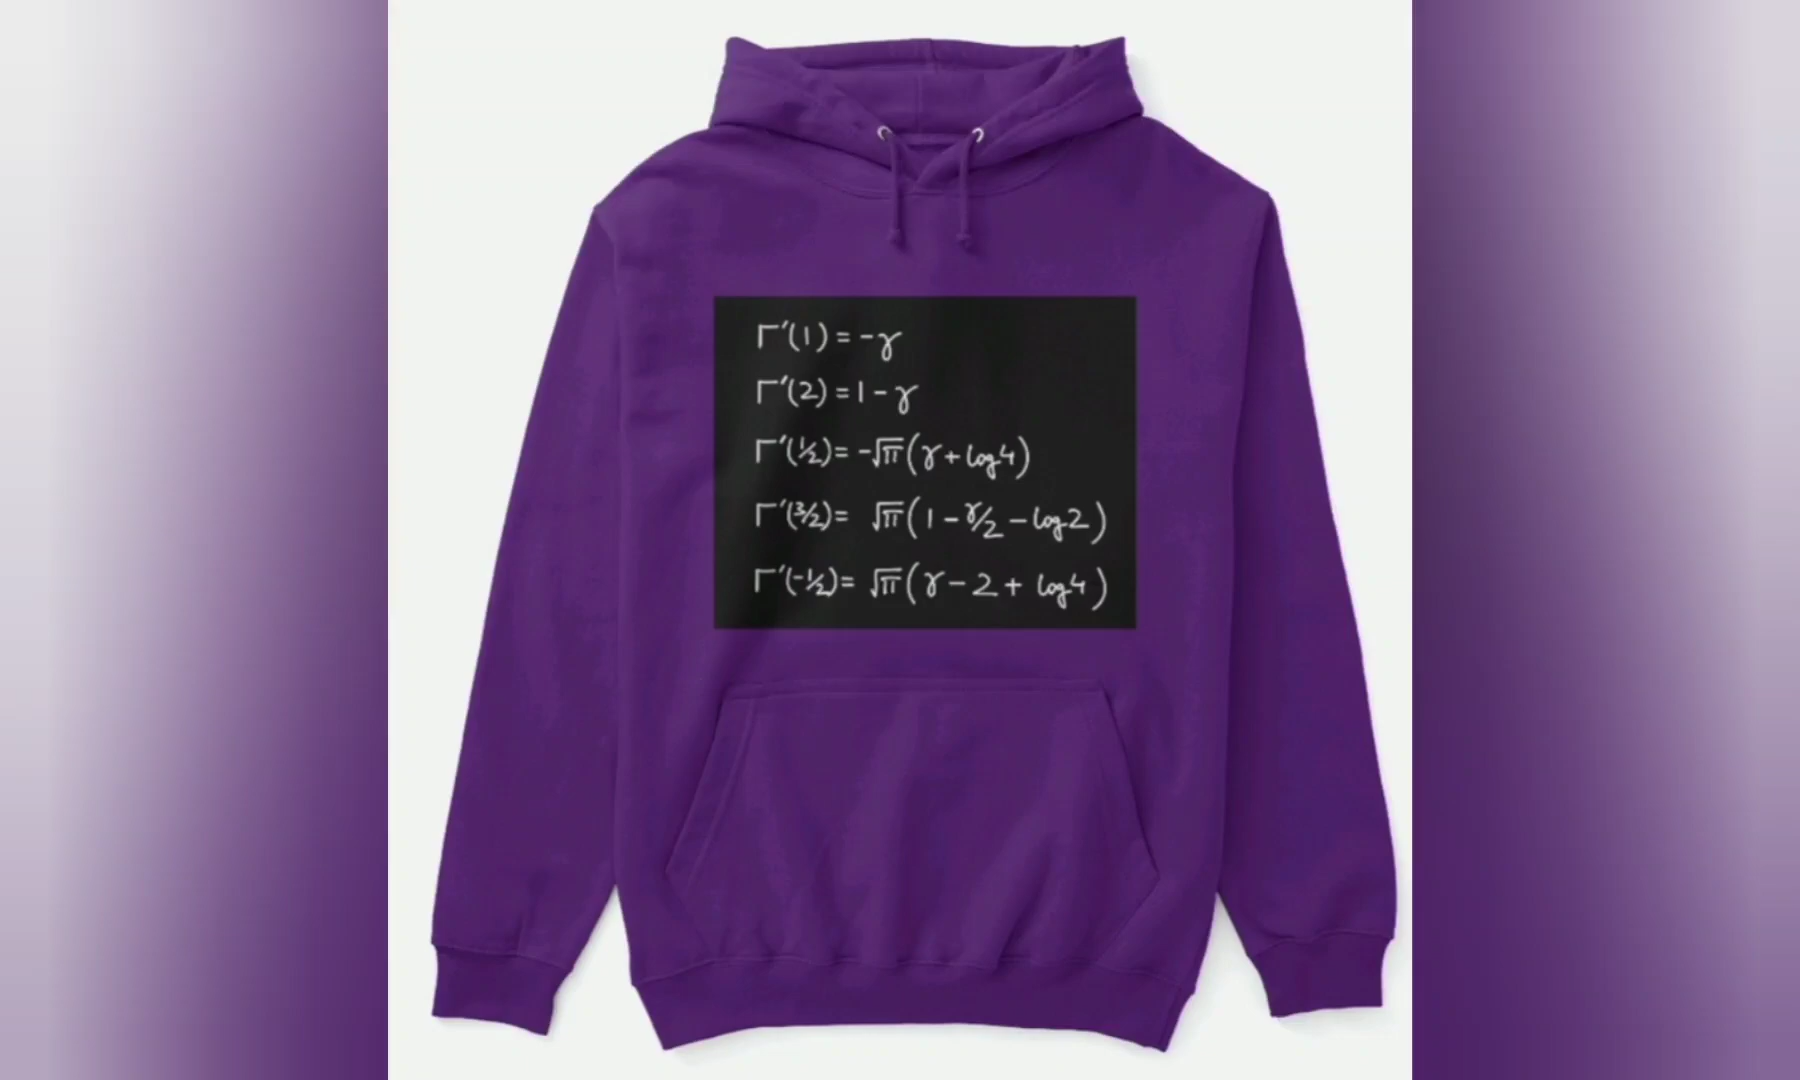 Γ'(1) = -γ
Γ'(2) = 1 - γ
Γ'(1/2) = -√π(γ + log4)
Γ'(3/2) = √π(1 - γ/2 - log2)
Γ'(-1/2) = √π(γ - 2 + log4)